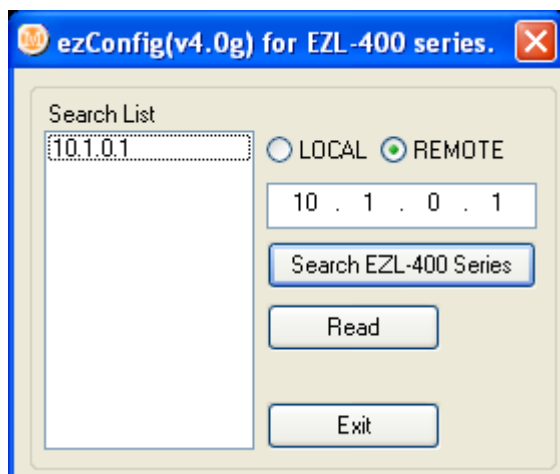 ezConfig(v4.0g) for EZL-400 series.
Search List
10.1.0.1
LOCAL REMOTE
10 . 1 . 0 . 1
Search EZL-400 Series
Read
Exit